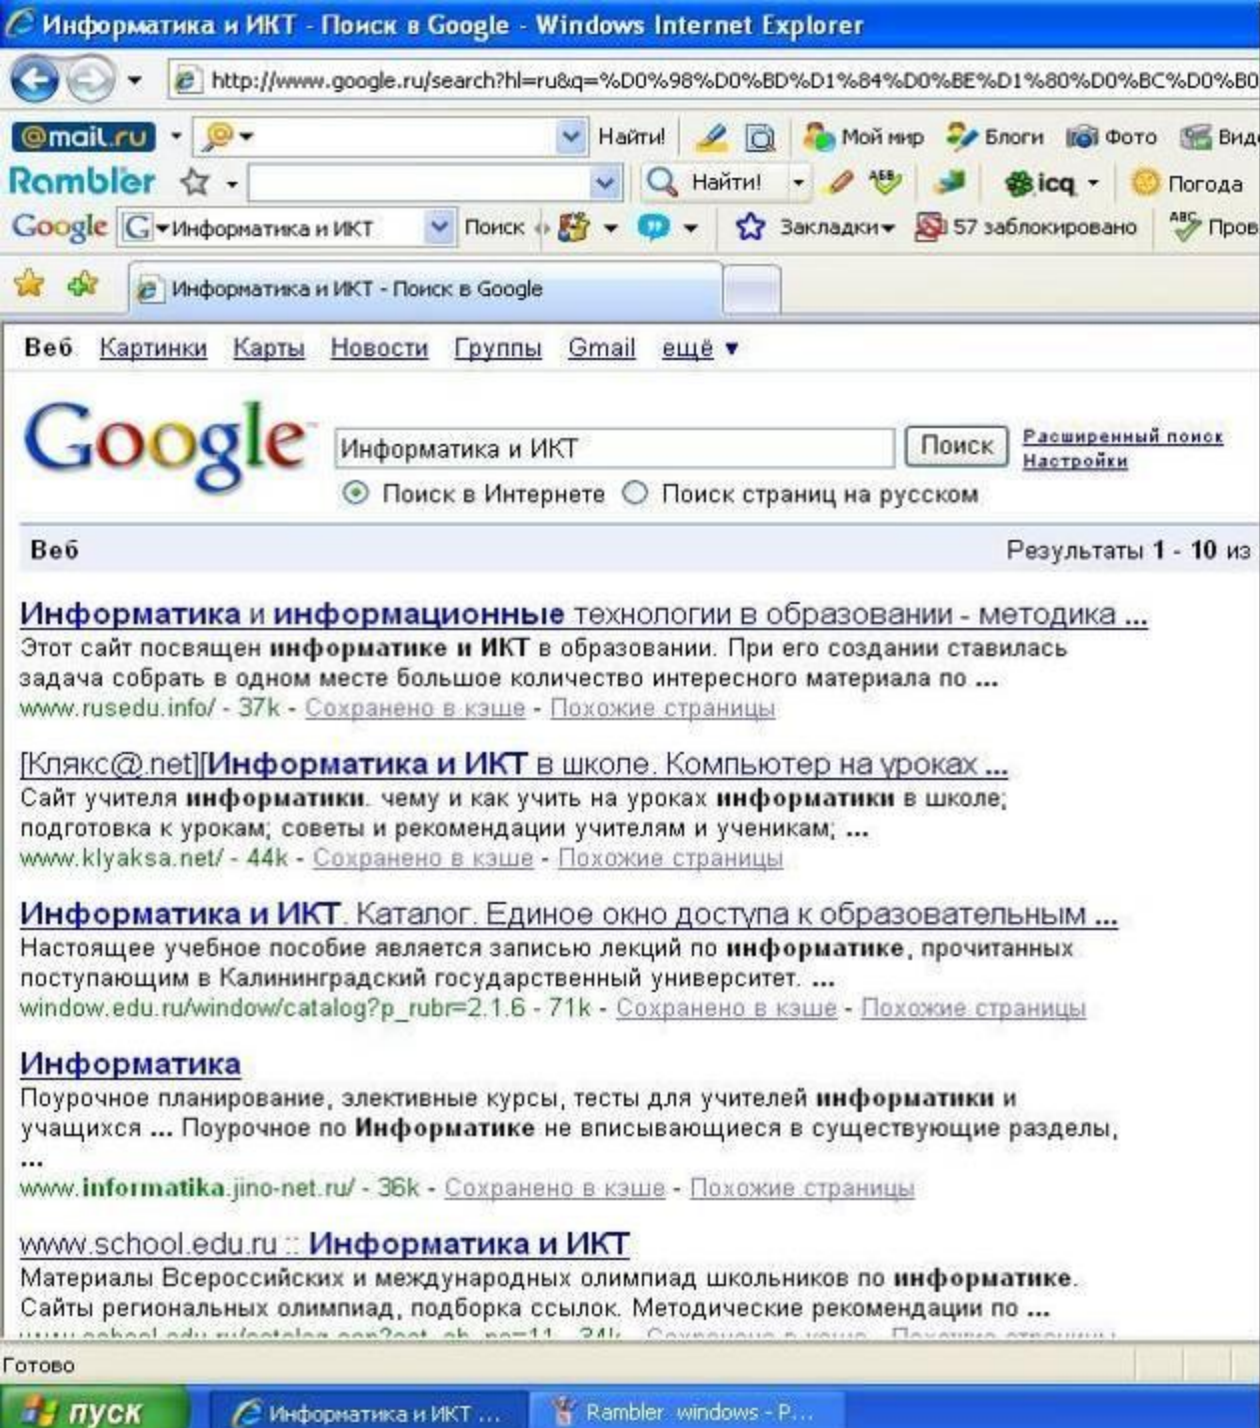 Информатика и ИКТ - Поиск в Google - Windows Internet Explorer
http://www.google.ru/search?hl=ru&q=%D0%98%D0%BD%D1%84%D0%BE%D1%80%D0%BC%D0%B0
@mail.ru Найти! Мой мир Блоги Фото Вид
Rambler Найти! АБВ icq Погода
Google G Информатика и ИКТ Поиск Закладки 57 заблокировано ABC Пров
Информатика и ИКТ - Поиск в Google
Веб Картинки Карты Новости Группы Gmail ещё ▼
Google™ Информатика и ИКТ Поиск Расширенный поиск
Настройки
Поиск в Интернете Поиск страниц на русском
Веб Результаты 1 - 10 из
Информатика и информационные технологии в образовании - методика ...
Этот сайт посвящен информатике и ИКТ в образовании. При его создании ставилась
задача собрать в одном месте большое количество интересного материала по ...
www.rusedu.info/ - 37k - Сохранено в кэше - Похожие страницы
[Клякс@.net][Информатика и ИКТ в школе. Компьютер на уроках ...
Сайт учителя информатики. чему и как учить на уроках информатики в школе;
подготовка к урокам; советы и рекомендации учителям и ученикам; ...
www.klyaksa.net/ - 44k - Сохранено в кэше - Похожие страницы
Информатика и ИКТ. Каталог. Единое окно доступа к образовательным ...
Настоящее учебное пособие является записью лекций по информатике, прочитанных
поступающим в Калининградский государственный университет. ...
window.edu.ru/window/catalog?p_rubr=2.1.6 - 71k - Сохранено в кэше - Похожие страницы
Информатика
Поурочное планирование, элективные курсы, тесты для учителей информатики и
учащихся ... Поурочное по Информатике не вписывающиеся в существующие разделы,
...
www.informatika.jino-net.ru/ - 36k - Сохранено в кэше - Похожие страницы
www.school.edu.ru :: Информатика и ИКТ
Материалы Всероссийских и международных олимпиад школьников по информатике.
Сайты региональных олимпиад, подборка ссылок. Методические рекомендации по ...
Готово
пуск Информатика и ИКТ ... Rambler_windows - P...